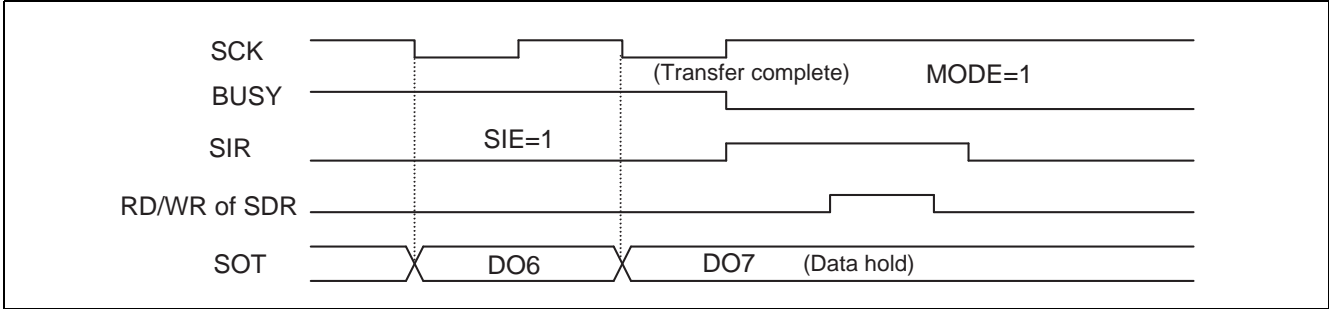 SCK
(Transfer complete) MODE=1
BUSY
SIE=1
SIR
RD/WR of SDR
SOT DO6 DO7 (Data hold)